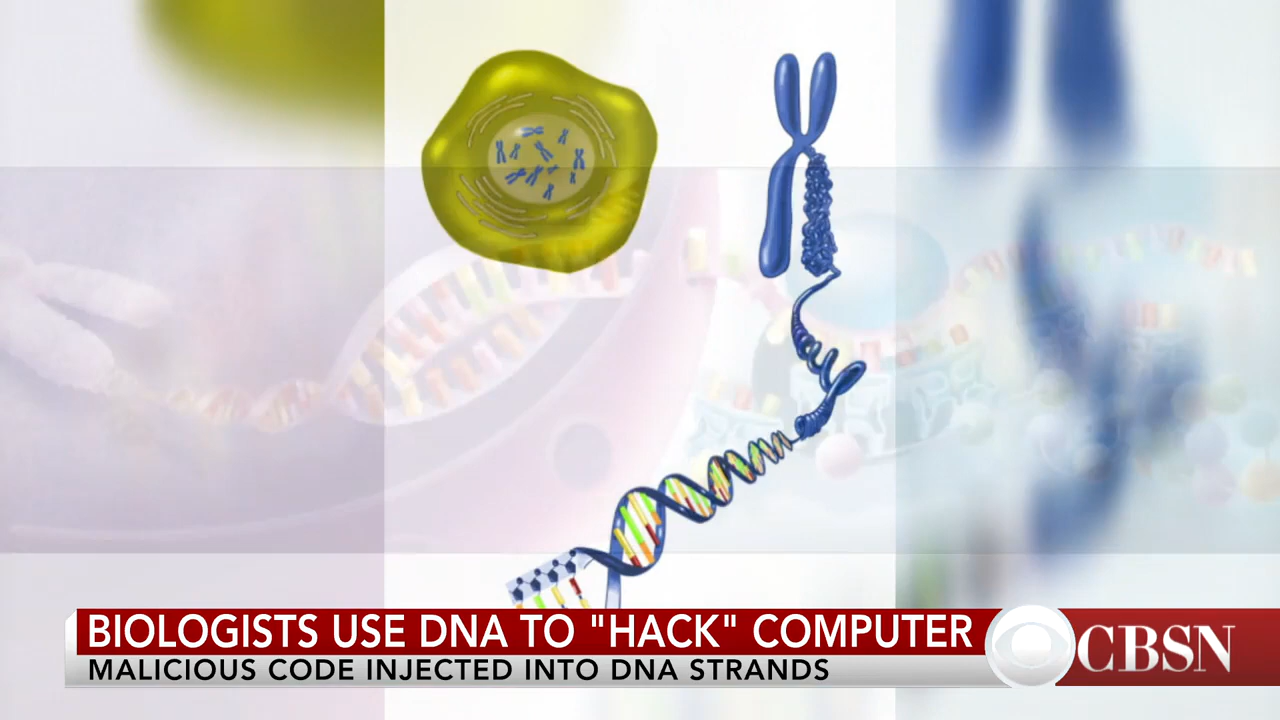 BIOLOGISTS USE DNA TO "HACK" COMPUTER
MALICIOUS CODE INJECTED INTO DNA STRANDS
CBSN